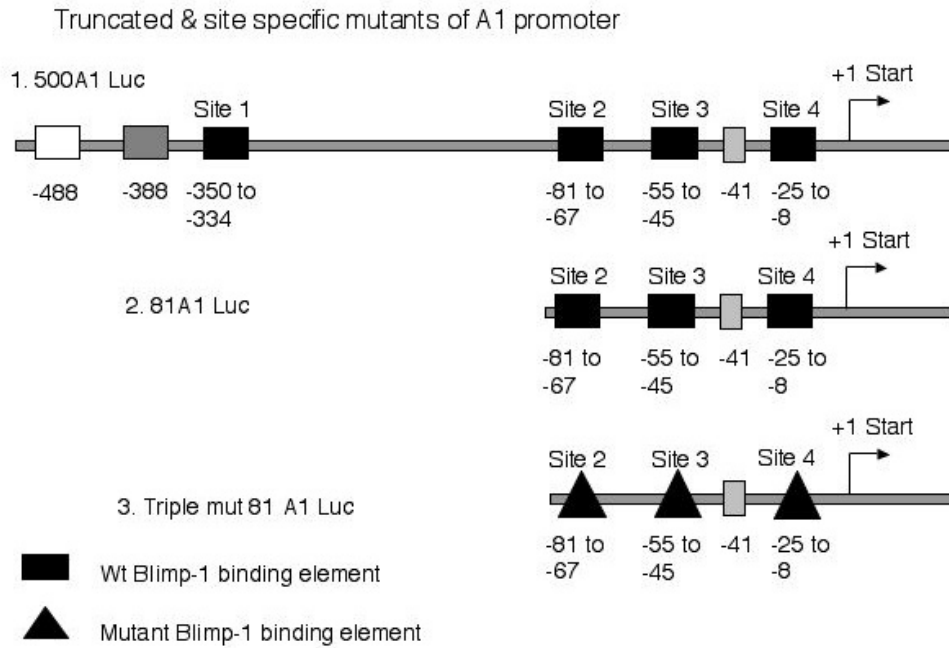 Truncated & site specific mutants of A1 promoter
1. 500A1 Luc
+1 Start
Site 1
Site 2
Site 3
Site 4
-488
-388
-350 to
-334
-81 to
-67
-55 to
-45
-41
-25 to
-8
+1 Start
2. 81A1 Luc
Site 2
Site 3
Site 4
-81 to
-67
-55 to
-45
-41
-25 to
-8
+1 Start
3. Triple mut 81 A1 Luc
Site 2
Site 3
Site 4
-81 to
-67
-55 to
-45
-41
-25 to
-8
Wt Blimp-1 binding element
Mutant Blimp-1 binding element